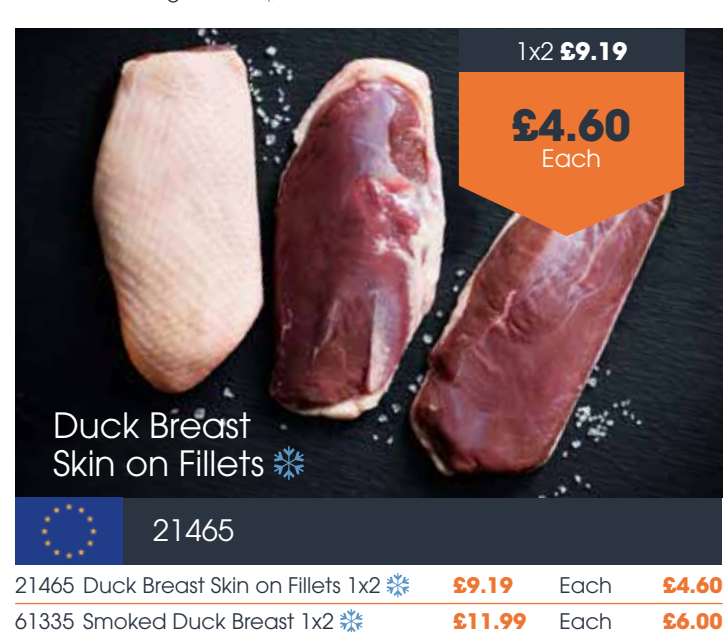 1x2 £9.19
£4.60
Each
Duck Breast
Skin on Fillets
21465
21465 Duck Breast Skin on Fillets 1x2 £9.19 Each £4.60
61335 Smoked Duck Breast 1x2 £11.99 Each £6.00